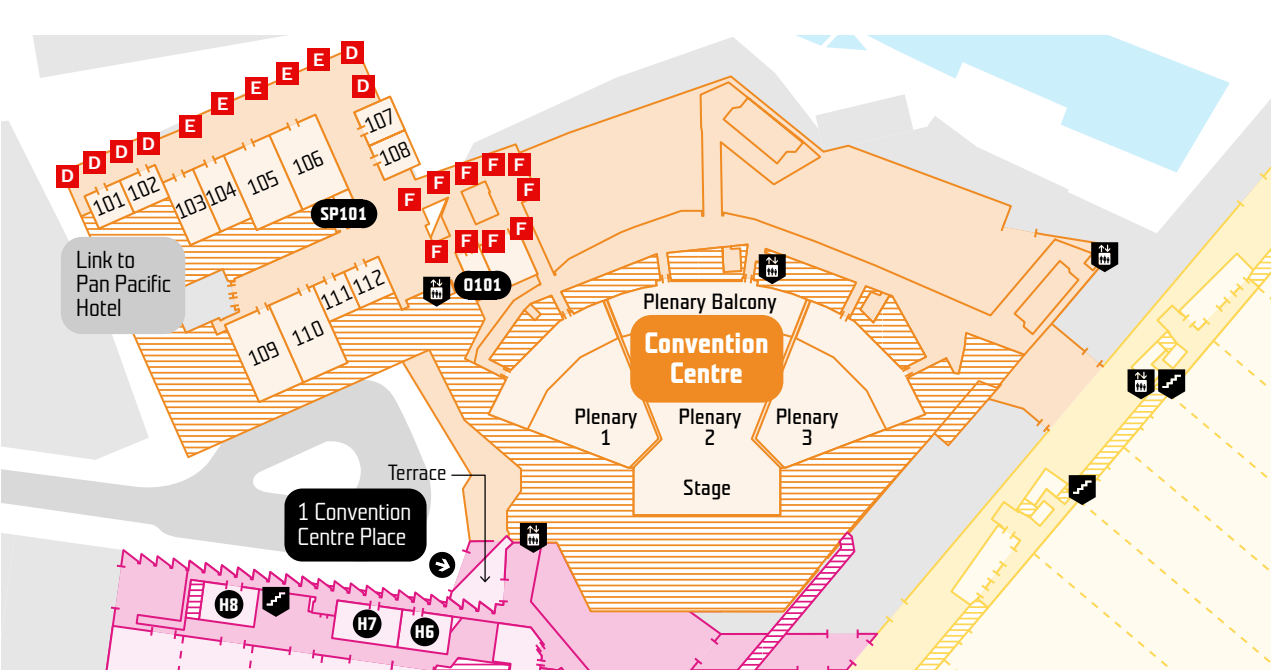 D
E
D
E
E
D
E
E
107
D
D
D
D
108
106
105
104
103
102
101
F
F
F
F
F
F
F
F
F
F
SP101
Link to
Pan Pacific
Hotel
O101
112
111
110
109
Plenary Balcony
Convention
Centre
Plenary
1
Plenary
2
Plenary
3
Stage
Terrace
1 Convention
Centre Place
H8
H7
H6